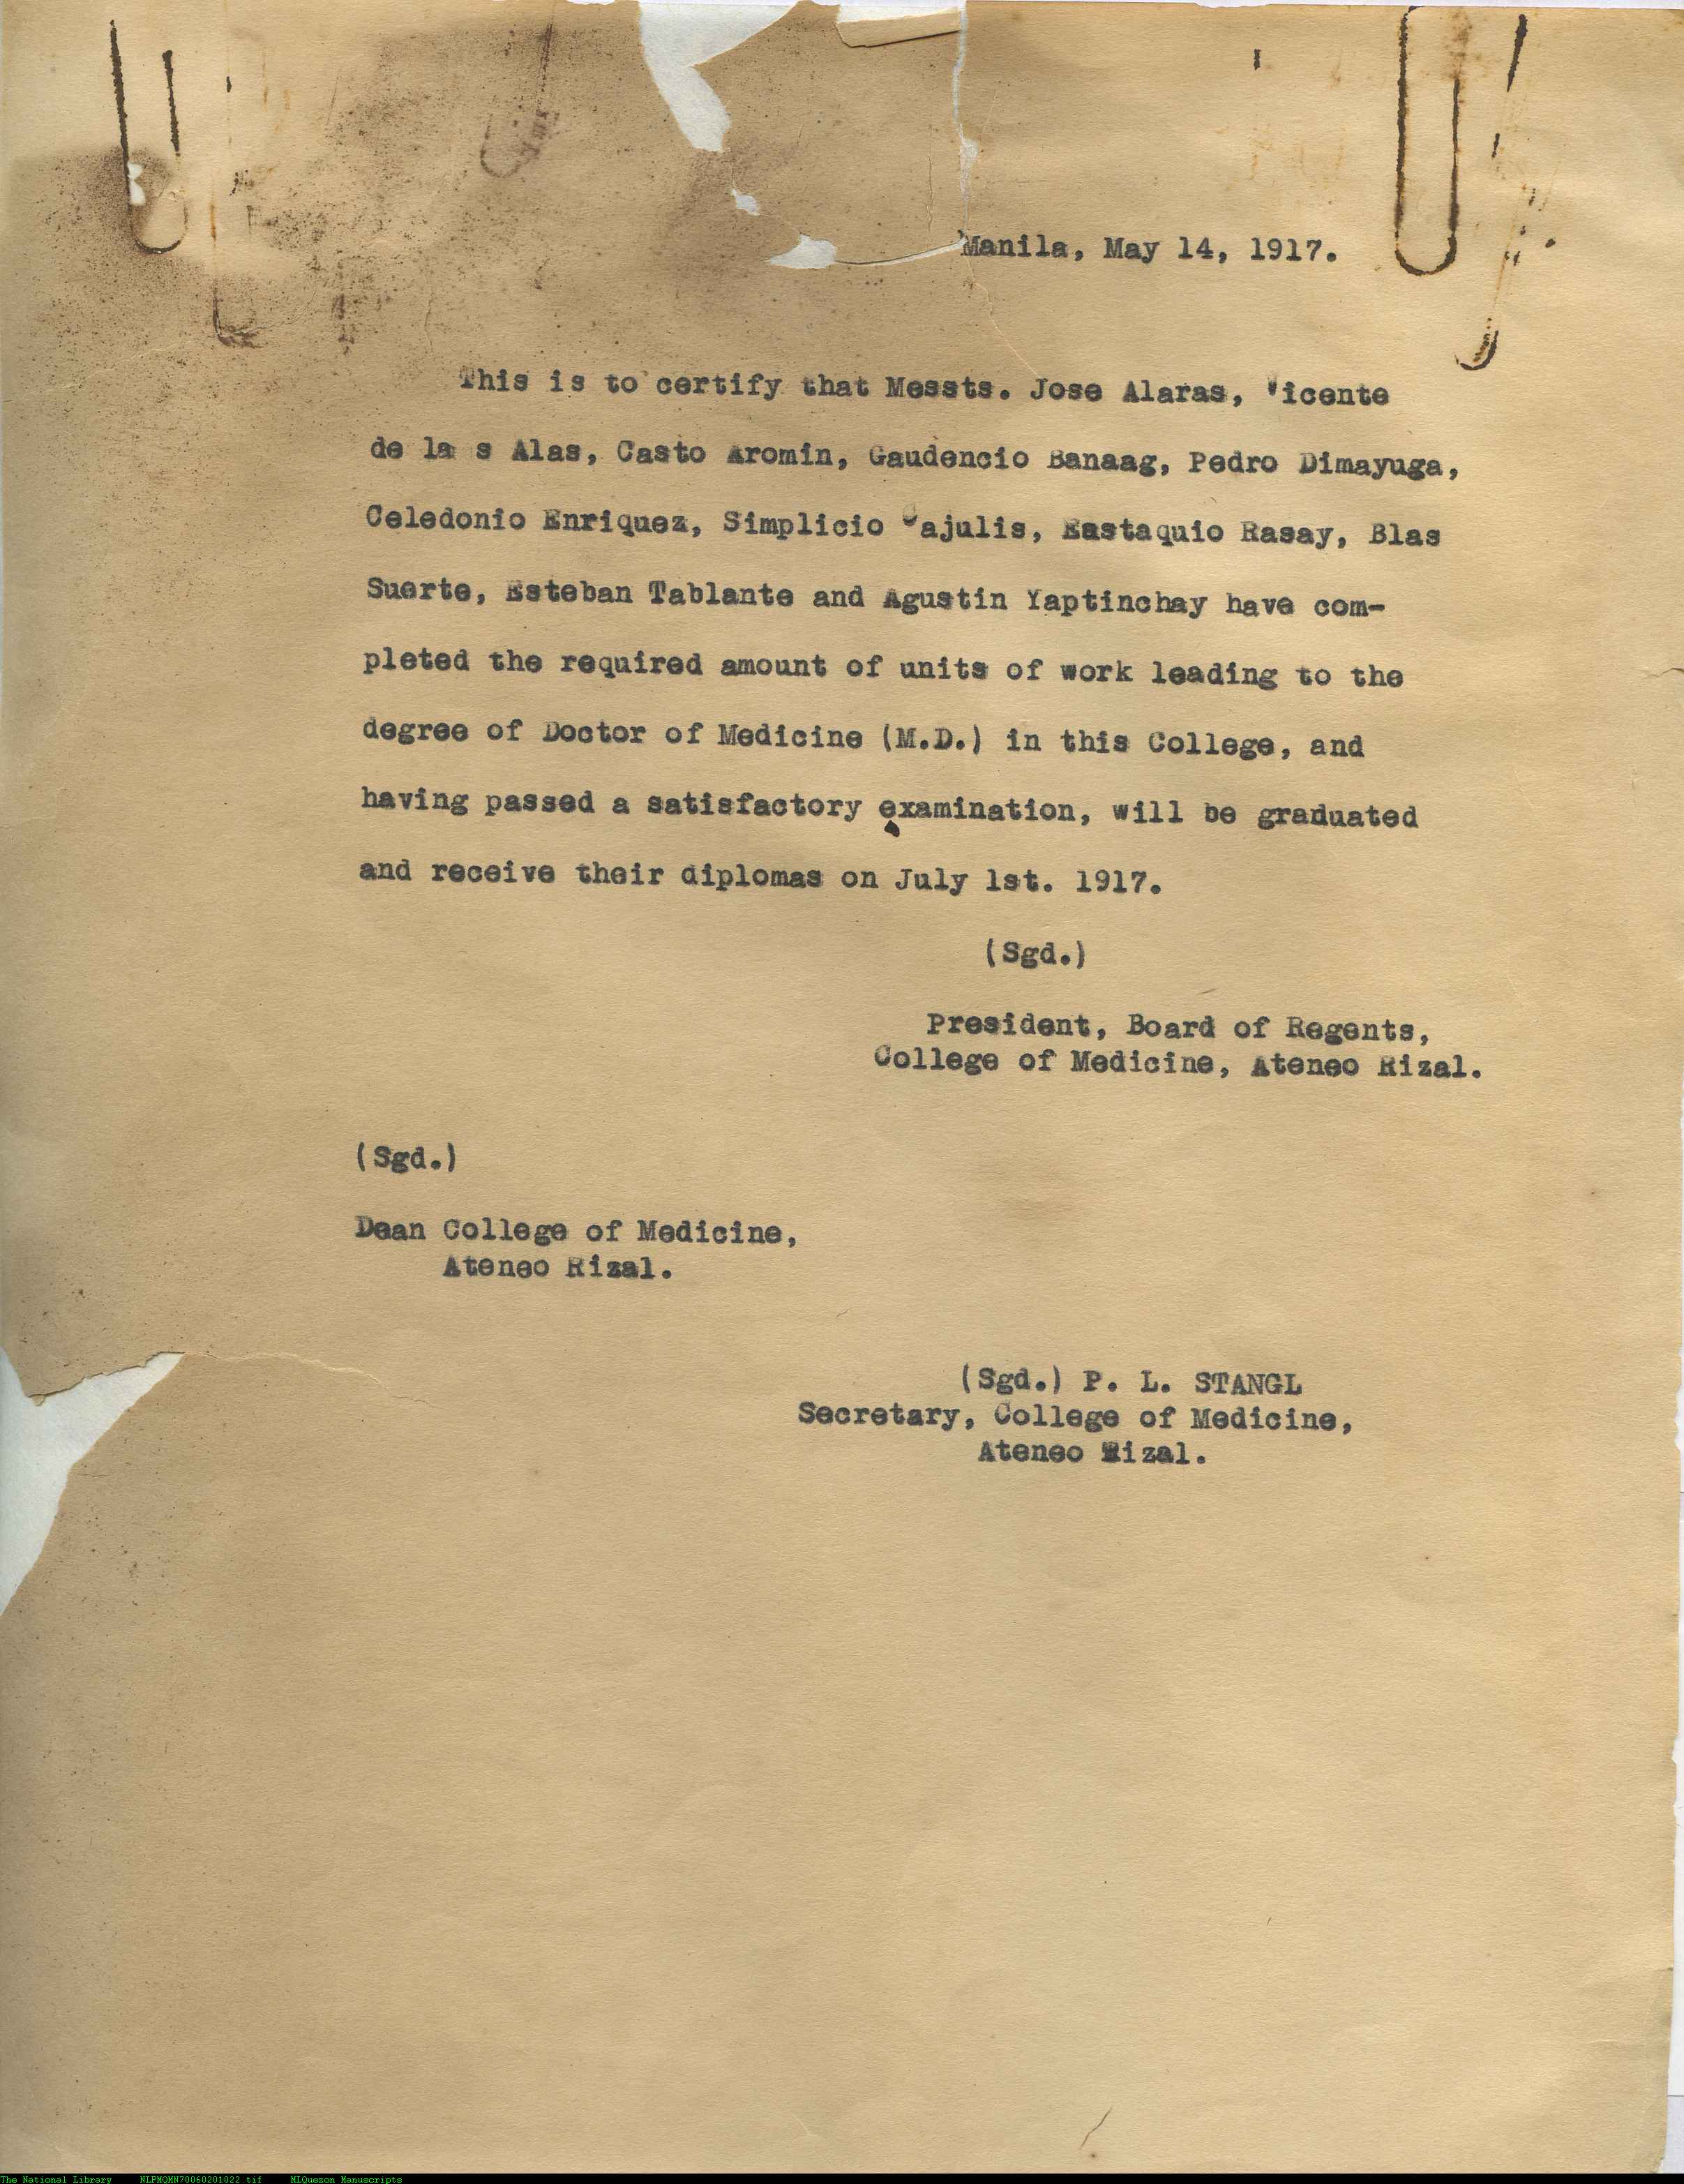 Manila, May 14, 1917.
This is to certify that Messts. Jose Alaras, Vicente
de la s Alas, Casto Aromin, Gaudencio Banaag, Pedro Dimayuga,
Celedonio Enriquez, Simplicio Eastaquio Rasay, Blas
Suerte, Esteban Tablante and Agustin Yaptinchay have com-
pleted the required amount of units of work leading to the
degree of Doctor of Medicine (M.D.) in this College, and
having passed a satisfactory examination, will be graduated
and receive their diplomas on July 1st. 1917.
(Sgd.)
President, Board of Regents,
College of Medicine, Ateneo Rizal.
(Sgd.)
Dean College of Medicine,
Ateneo Rizal.
(Sgd.) P. L. STANGL
Secretary, College of Medicine,
Ateneo Rizal.
The National Library NLPMQMN70060201022.tif MLQuezon Manuscripts